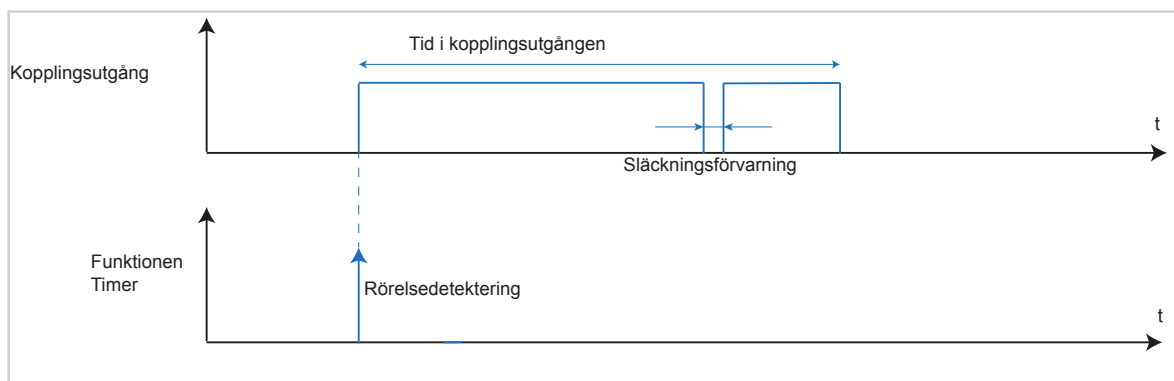 Tid i kopplingsutgången
Kopplingsutgång
t
Släckningsförvarning
Funktionen
Timer
Rörelsedetektering
t